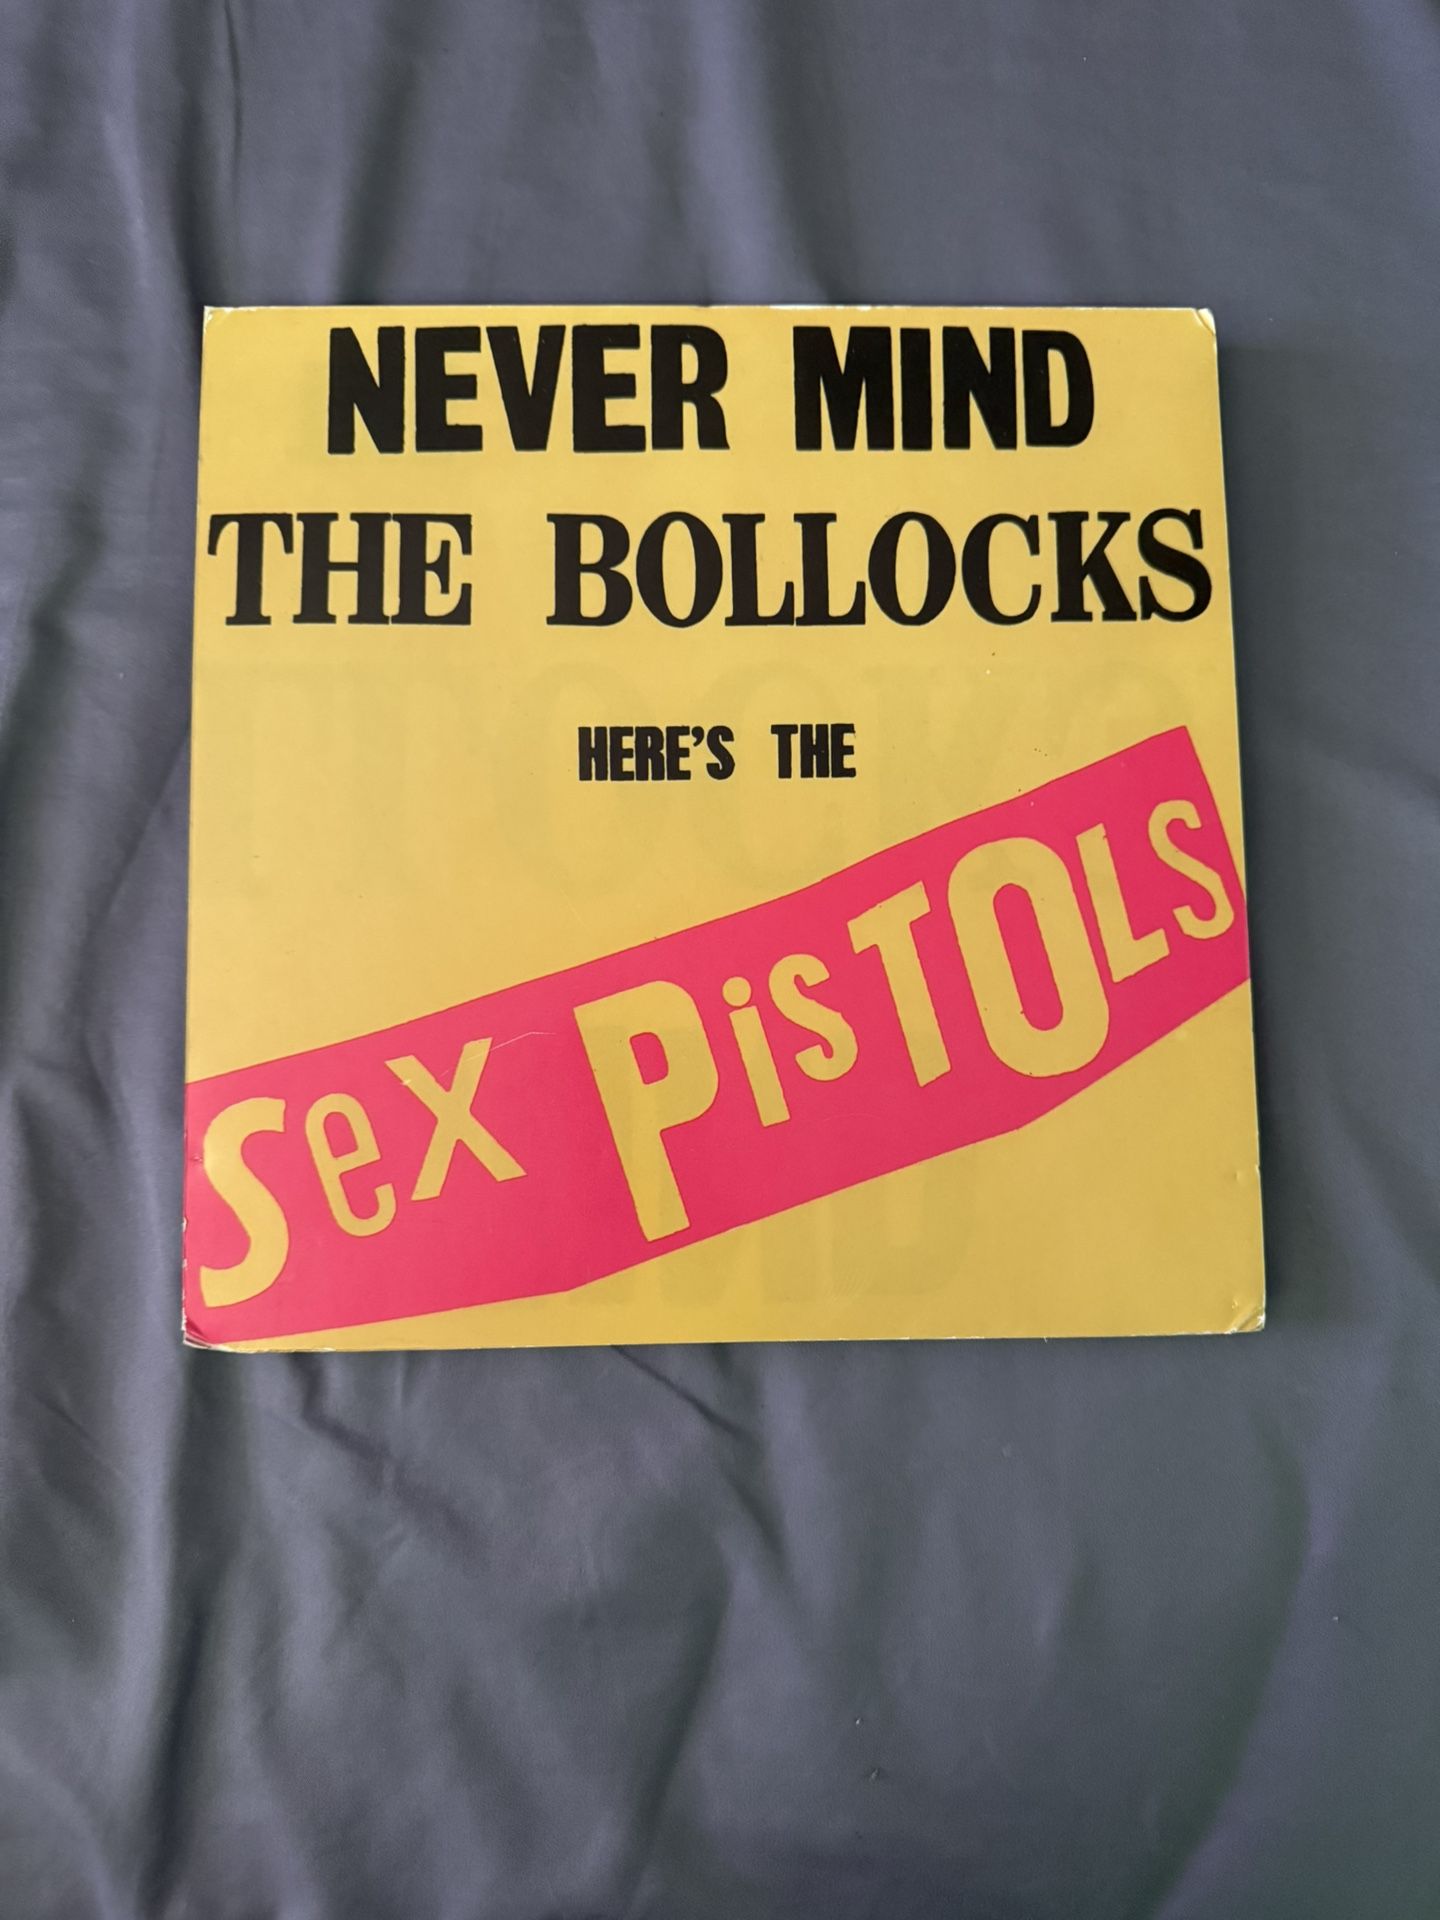 NEVER MIND
THE BOLLOCKS
HERE'S THE
Sex PiSTOLS